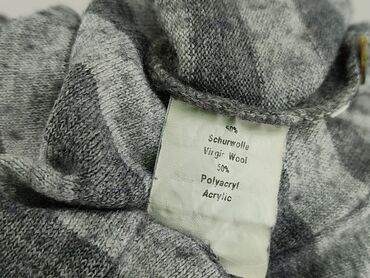 50%
Schurwolle
Virgin Wool
50%
Polyacryl
Acrylic